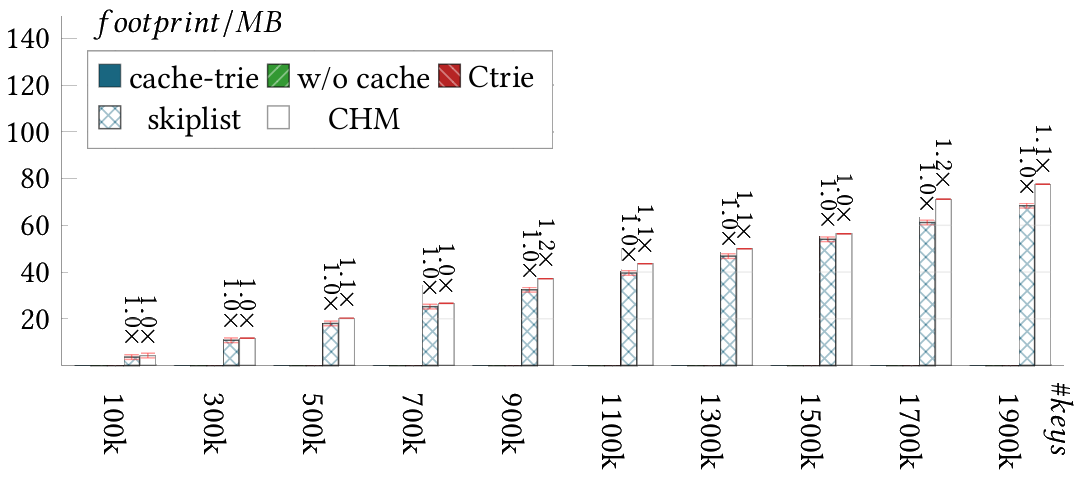 footprint/MB
140
120
100
80
60
40
20
cache-trie w/o cache Ctrie
skiplist CHM
1.0× 1.0×
1.0× 1.0×
1.0× 1.1×
1.0× 1.0×
1.0× 1.2×
1.0× 1.1×
1.0× 1.1×
1.0× 1.0×
1.0× 1.2×
1.0× 1.1×
100k
300k
500k
700k
900k
1100k
1300k
1500k
1700k
1900k
#keys